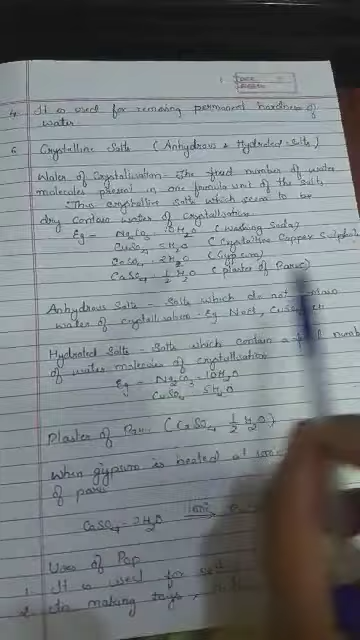 4. It is used for removing permanent hardness of
water.
5. Crystalline Salts (Anhydrous & Hydrated Salts)
Water of Crystallisation - The fixed number of water
molecules present in one formula unit of the salt.
Thus crystalline salts which seem to be
dry contain water of crystallisation
Eg - Na2CO3 . 10H2O (Washing Soda)
CuSO4 . 5H2O (Crystalline Copper Sulphate
CaSO4 . 2H2O (Gypsum)
CaSO4 . 1/2 H2O (Plaster of Paris)
Anhydrous Salts - Salts which do not contain
water of crystallisation - Eg NaCl, CuSO4 etc
Hydrated Salts - Salts which contain a fixed number
of water molecules of crystallisation
Eg - Na2CO3 . 10H2O
CuSO4 . 5H2O
Plaster of Paris (CaSO4 1/2 H2O)
When gypsum is heated at
of paris
CaSO4 . 2H2O
Uses of Pop
1. It is used for
2. In making toys,